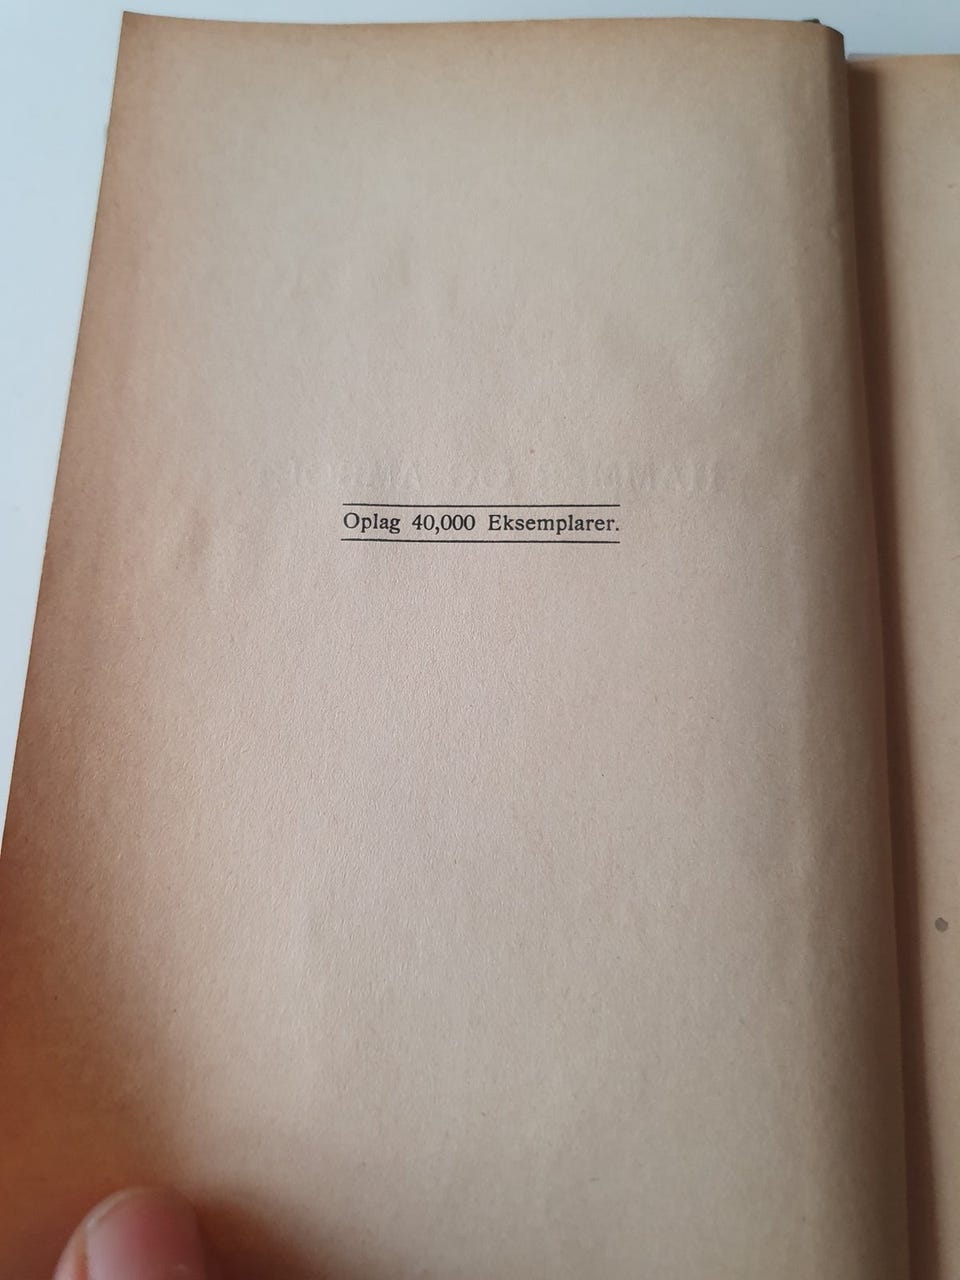 Oplag 40,000 Eksemplarer.